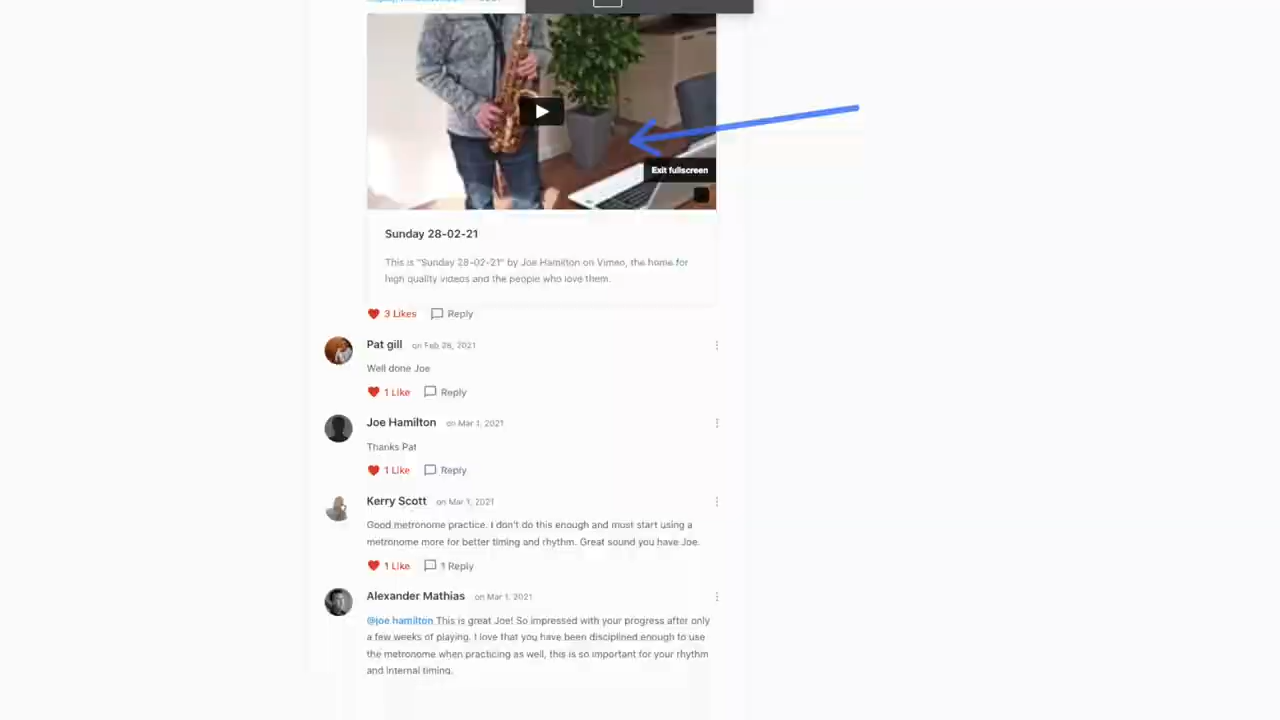 Exit fullscreen
Sunday 28-02-21
This is "Sunday 28-02-21" by Joe Hamilton on Vimeo, the home for
high quality videos and the people who love them.
3 Likes Reply
Pat gill on Feb 28, 2021
Well done Joe
1 Like Reply
Joe Hamilton on Mar 1, 2021
Thanks Pat
1 Like Reply
Kerry Scott on Mar 1, 2021
Good metronome practice. I don't do this enough and must start using a
metronome more for better timing and rhythm. Great sound you have Joe.
1 Like 1 Reply
Alexander Mathias on Mar 1, 2021
@joe.hamilton This is great Joe! So impressed with your progress after only
a few weeks of playing. I love that you have been disciplined enough to use
the metronome when practicing as well, this is so important for your rhythm
and internal timing.